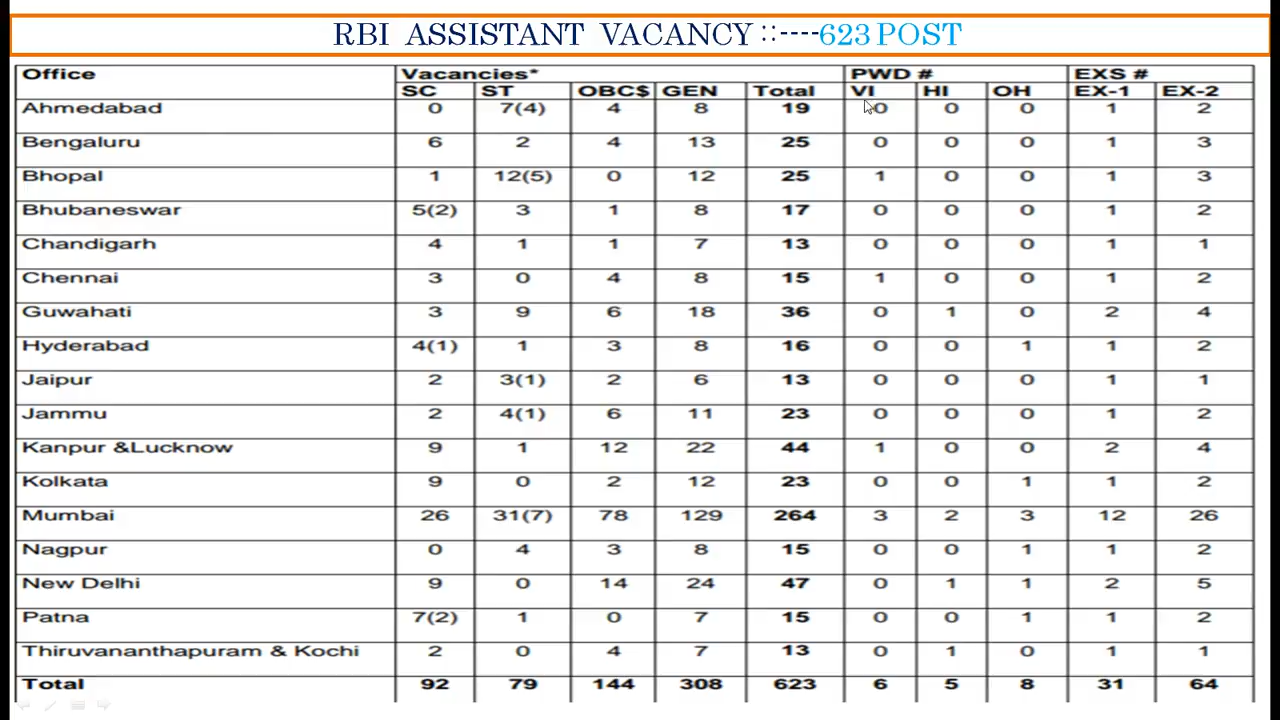 RBI ASSISTANT VACANCY ::----623 POST
Office Vacancies* PWD # EXS #
SC ST OBC$ GEN Total VI HI OH EX-1 EX-2
Ahmedabad 0 7(4) 4 8 19 0 0 0 1 2
Bengaluru 6 2 4 13 25 0 0 0 1 3
Bhopal 1 12(5) 0 12 25 1 0 0 1 3
Bhubaneswar 5(2) 3 1 8 17 0 0 0 1 2
Chandigarh 4 1 1 7 13 0 0 0 1 1
Chennai 3 0 4 8 15 1 0 0 1 2
Guwahati 3 9 6 18 36 0 1 0 2 4
Hyderabad 4(1) 1 3 8 16 0 0 1 1 2
Jaipur 2 3(1) 2 6 13 0 0 0 1 1
Jammu 2 4(1) 6 11 23 0 0 0 1 2
Kanpur &Lucknow 9 1 12 22 44 1 0 0 2 4
Kolkata 9 0 2 12 23 0 0 1 1 2
Mumbai 26 31(7) 78 129 264 3 2 3 12 26
Nagpur 0 4 3 8 15 0 0 1 1 2
New Delhi 9 0 14 24 47 0 1 1 2 5
Patna 7(2) 1 0 7 15 0 0 1 1 2
Thiruvananthapuram & Kochi 2 0 4 7 13 0 1 0 1 1
Total 92 79 144 308 623 6 5 8 31 64